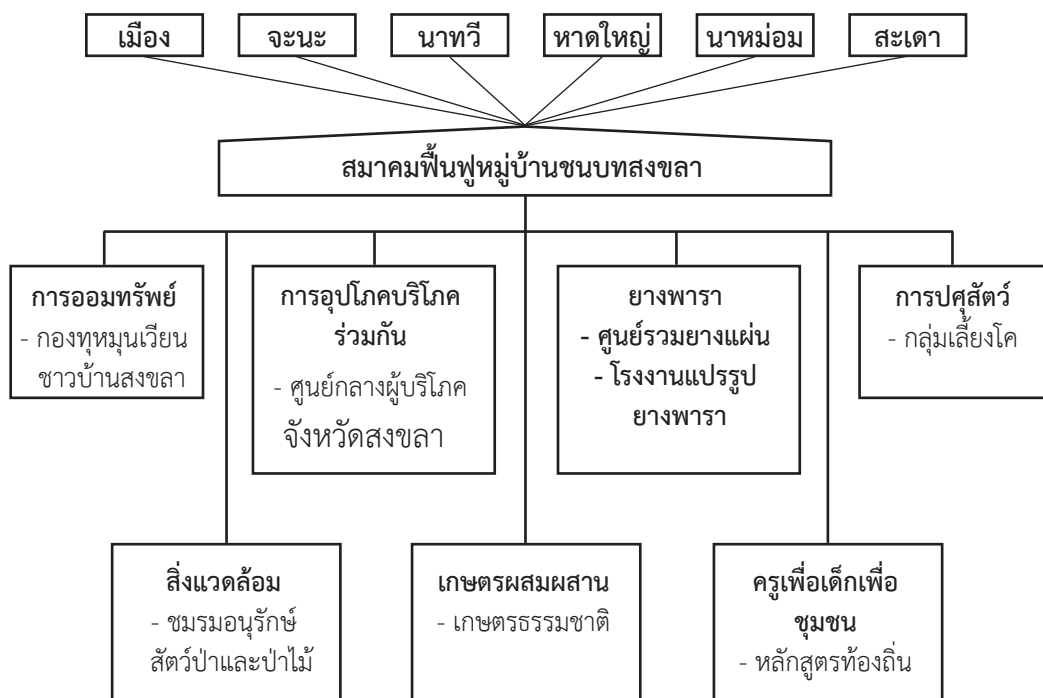 เมือง
จะนะ
นาทวี
หาดใหญ่
นาหม่อม
สะเดา
สมาคมฟื้นฟูหมู่บ้านชนบทสงขลา
การออมทรัพย์
- กองทุหมุนเวียน
ชาวบ้านสงขลา
การอุปโภคบริโภค
ร่วมกัน
- ศูนย์กลางผู้บริโภค
จังหวัดสงขลา
ยางพารา
- ศูนย์รวมยางแผ่น
- โรงงานแปรรูป
ยางพารา
การปศุสัตว์
- กลุ่มเลี้ยงโค
สิ่งแวดล้อม
- ชมรมอนุรักษ์
สัตว์ป่าและป่าไม้
เกษตรผสมผสาน
- เกษตรธรรมชาติ
ครูเพื่อเด็กเพื่อ
ชุมชน
- หลักสูตรท้องถิ่น